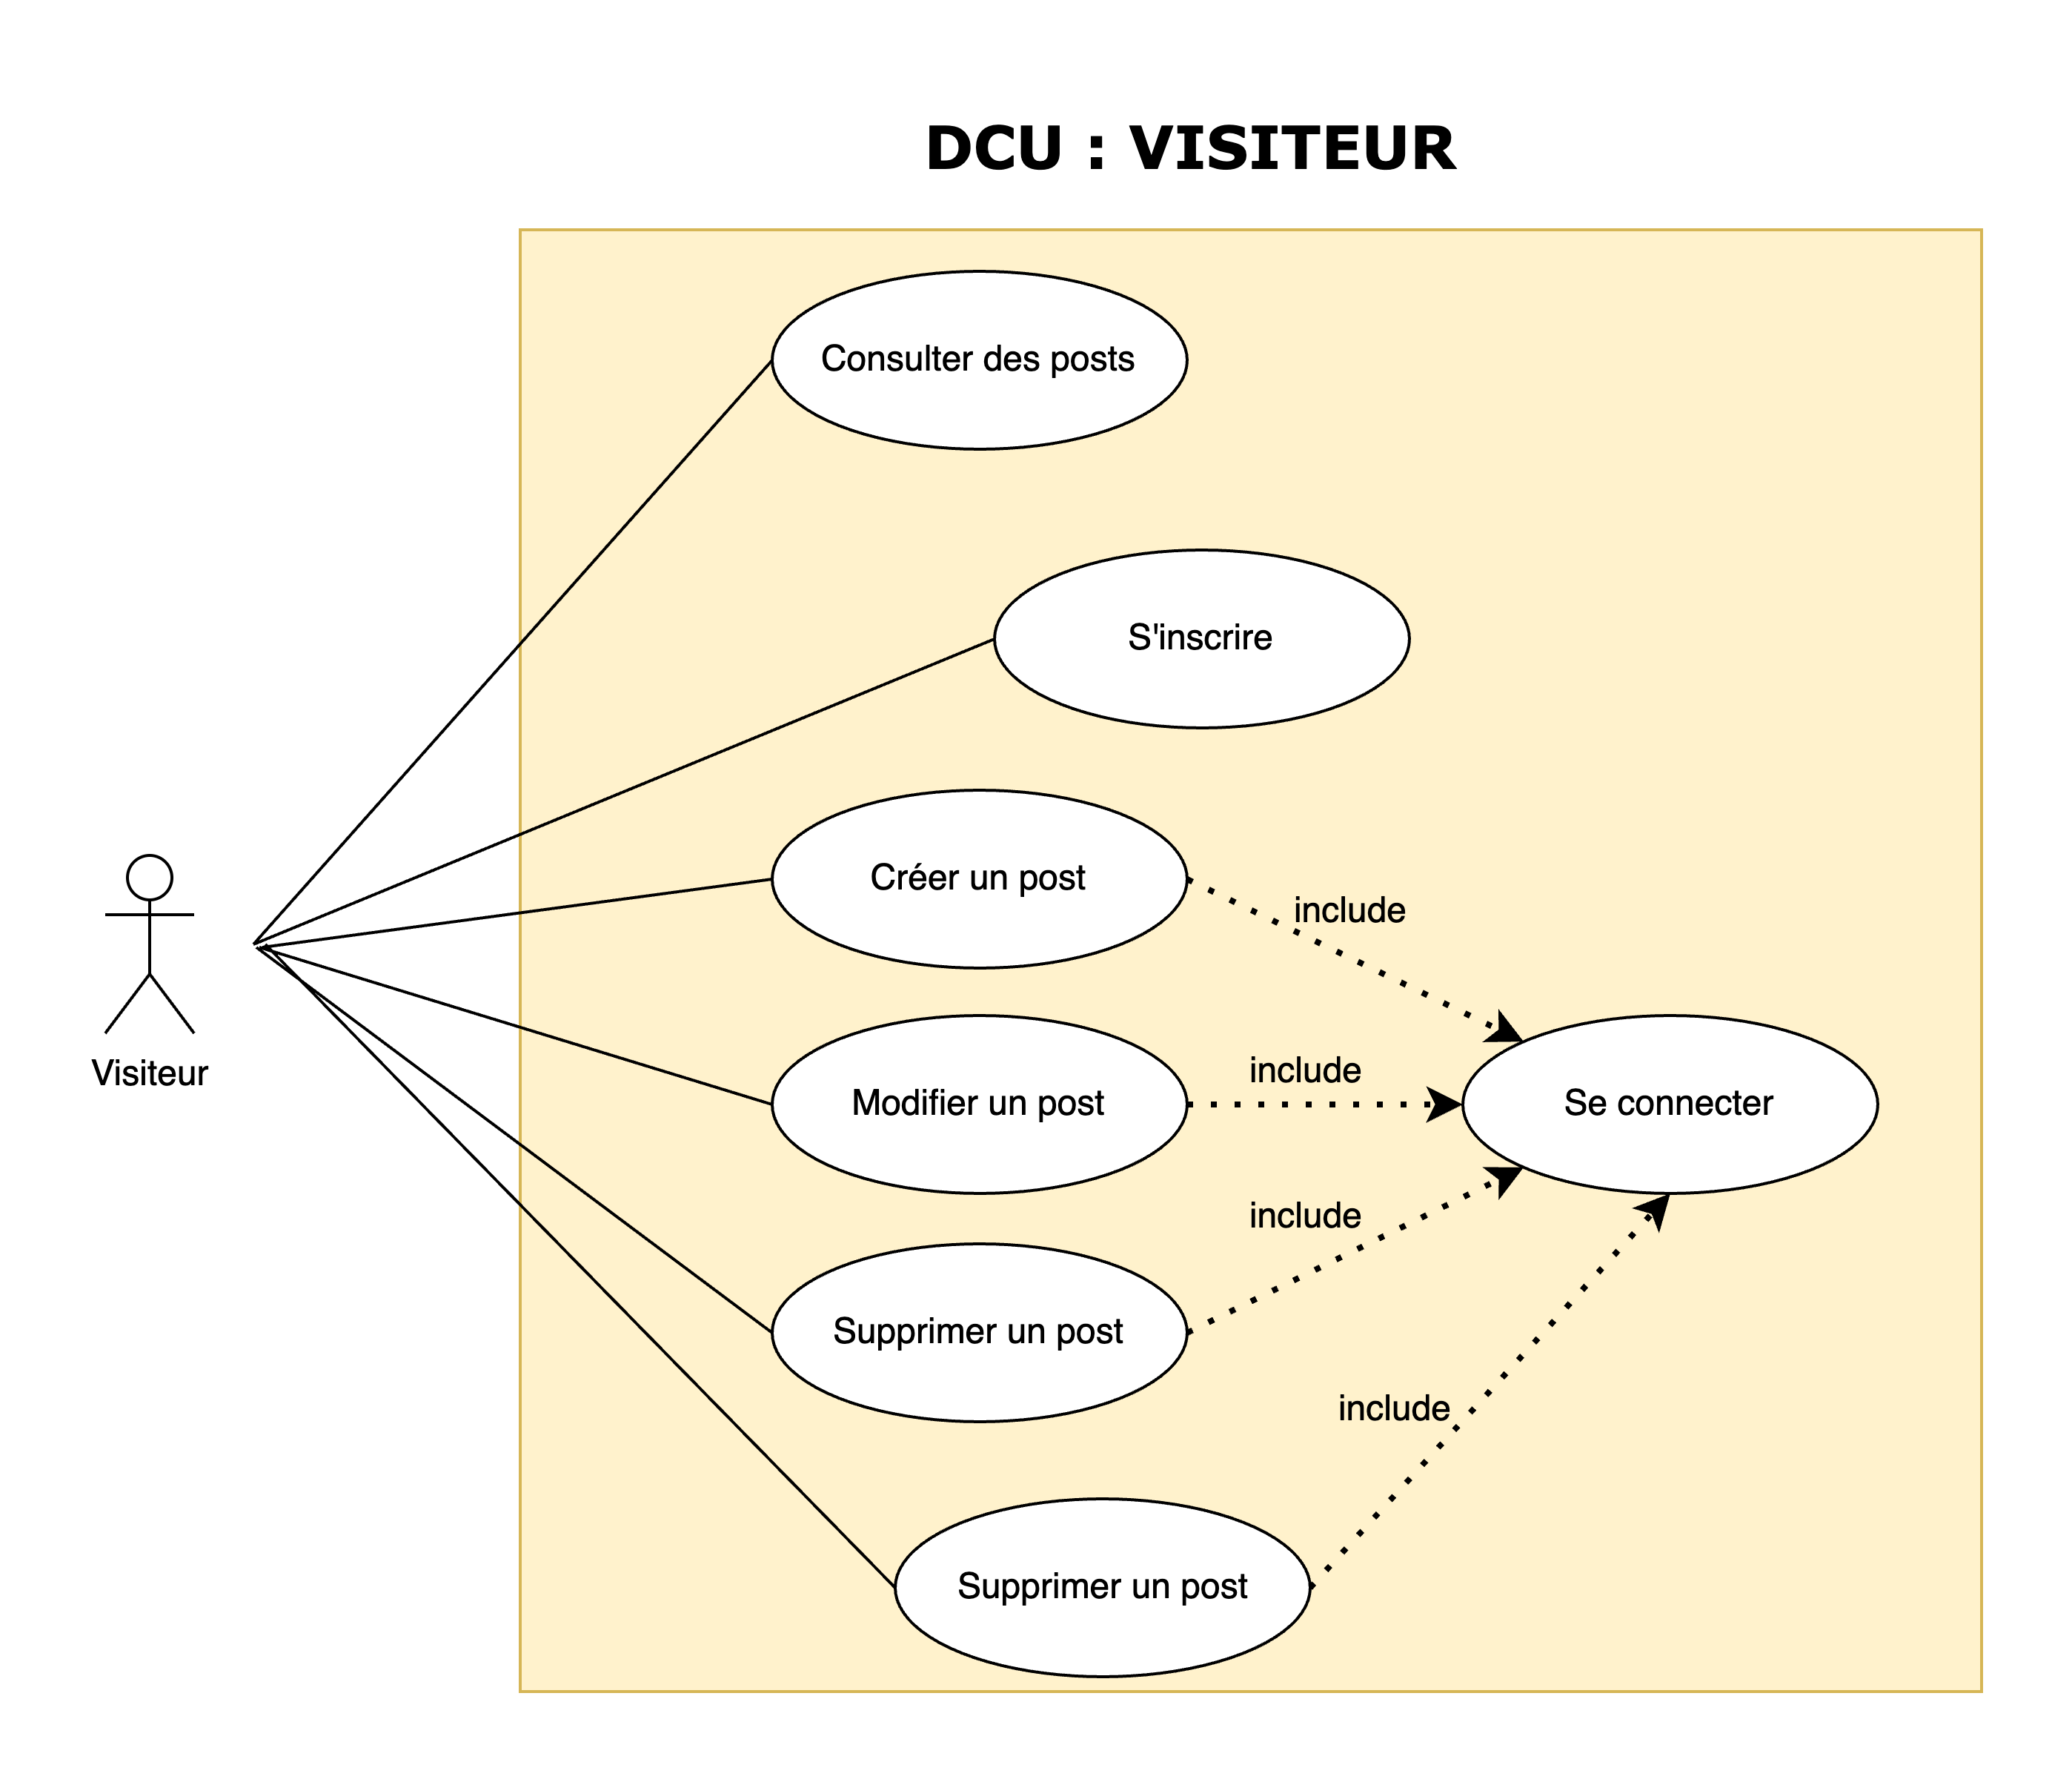 DCU : VISITEUR
Consulter des posts
S'inscrire
Créer un post
include
Visiteur
include
Modifier un post
Se connecter
include
Supprimer un post
include
Supprimer un post